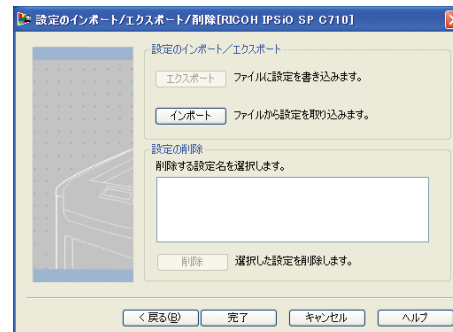 設定のインポート/エクスポート/削除[RICOH IPSiO SP C710]
設定のインポート／エクスポート
エクスポート ファイルに設定を書き込みます。
インポート ファイルから設定を取り込みます。
設定の削除
削除する設定名を選択します。
削除 選択した設定を削除します。
< 戻る(B) 完了 キャンセル ヘルプ